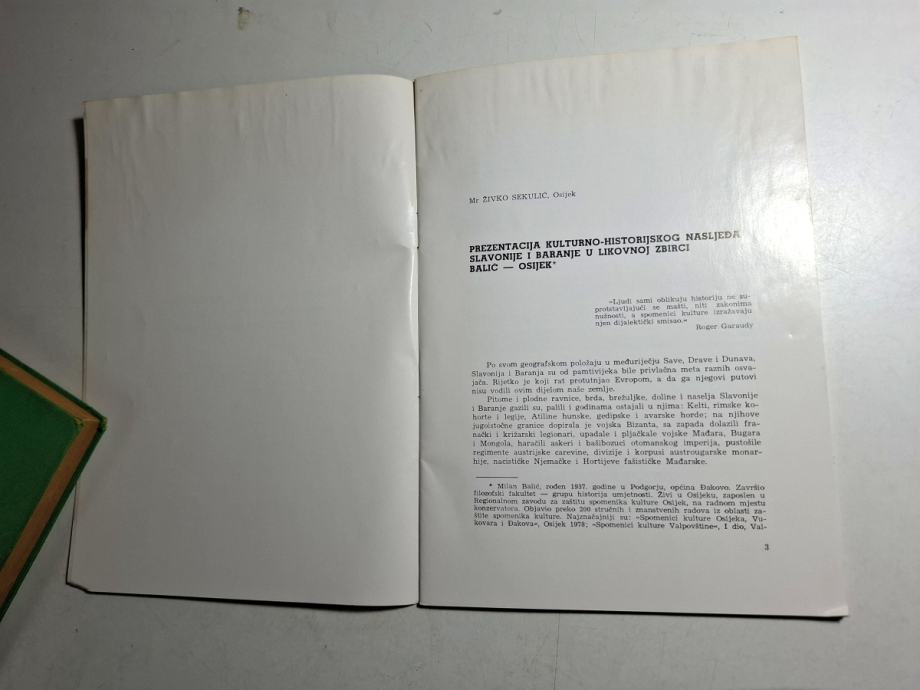 Mr ŽIVKO SEKULIĆ, Osijek
PREZENTACIJA KULTURNO-HISTORIJSKOG NASLJEĐA
SLAVONIJE I BARANJE U LIKOVNOJ ZBIRCI
BALIĆ — OSIJEK*
»Ljudi sami oblikuju historiju ne su-
protstavljajući se mašti, niti zakonima
nužnosti, a spomenici kulture izražavaju
njen dijalektički smisao.«
Roger Garaudy
Po svom geografskom položaju u međuriječju Save, Drave i Dunava,
Slavonija i Baranja su od pamtivijeka bile privlačna meta raznih osva-
jača. Rijetko je koji rat protutnjao Evropom, a da ga njegovi putovi
nisu vodili ovim dijelom naše zemlje.
Pitome i plodne ravnice, brda, brežuljke, doline i naselja Slavonije
i Baranje gazili su, palili i godinama ostajali u njima: Kelti, rimske ko-
horte i legije, Atiline hunske, gedipske i avarske horde; na njihove
jugoistočne granice dopirala je vojska Bizanta, sa zapada dolazili fra-
nački i križarski legionari, upadale i pljačkale vojske Mađara, Bugara
i Mongola, haračili askeri i bašibozuci otomanskog imperija, pustošile
regimente austrijske carevine, divizije i korpusi austrougarske monar-
hije, nacističke Njemačke i Hortijeve fašističke Mađarske.
* Milan Balić, rođen 1937. godine u Podgorju, općina Đakovo. Završio
filozofski fakultet — grupu historija umjetnosti. Živi u Osijeku, zaposlen u
Regionalnom zavodu za zaštitu spomenika kulture Osijek, na radnom mjestu
konzervatora. Objavio preko 200 stručnih i znanstvenih radova iz oblasti za-
štite spomenika kulture. Najznačajniji su: »Spomenici kulture Osijeka, Vu-
kovara i Đakova«, Osijek 1978; »Spomenici kulture Valpovštine«, I dio, Val-
3